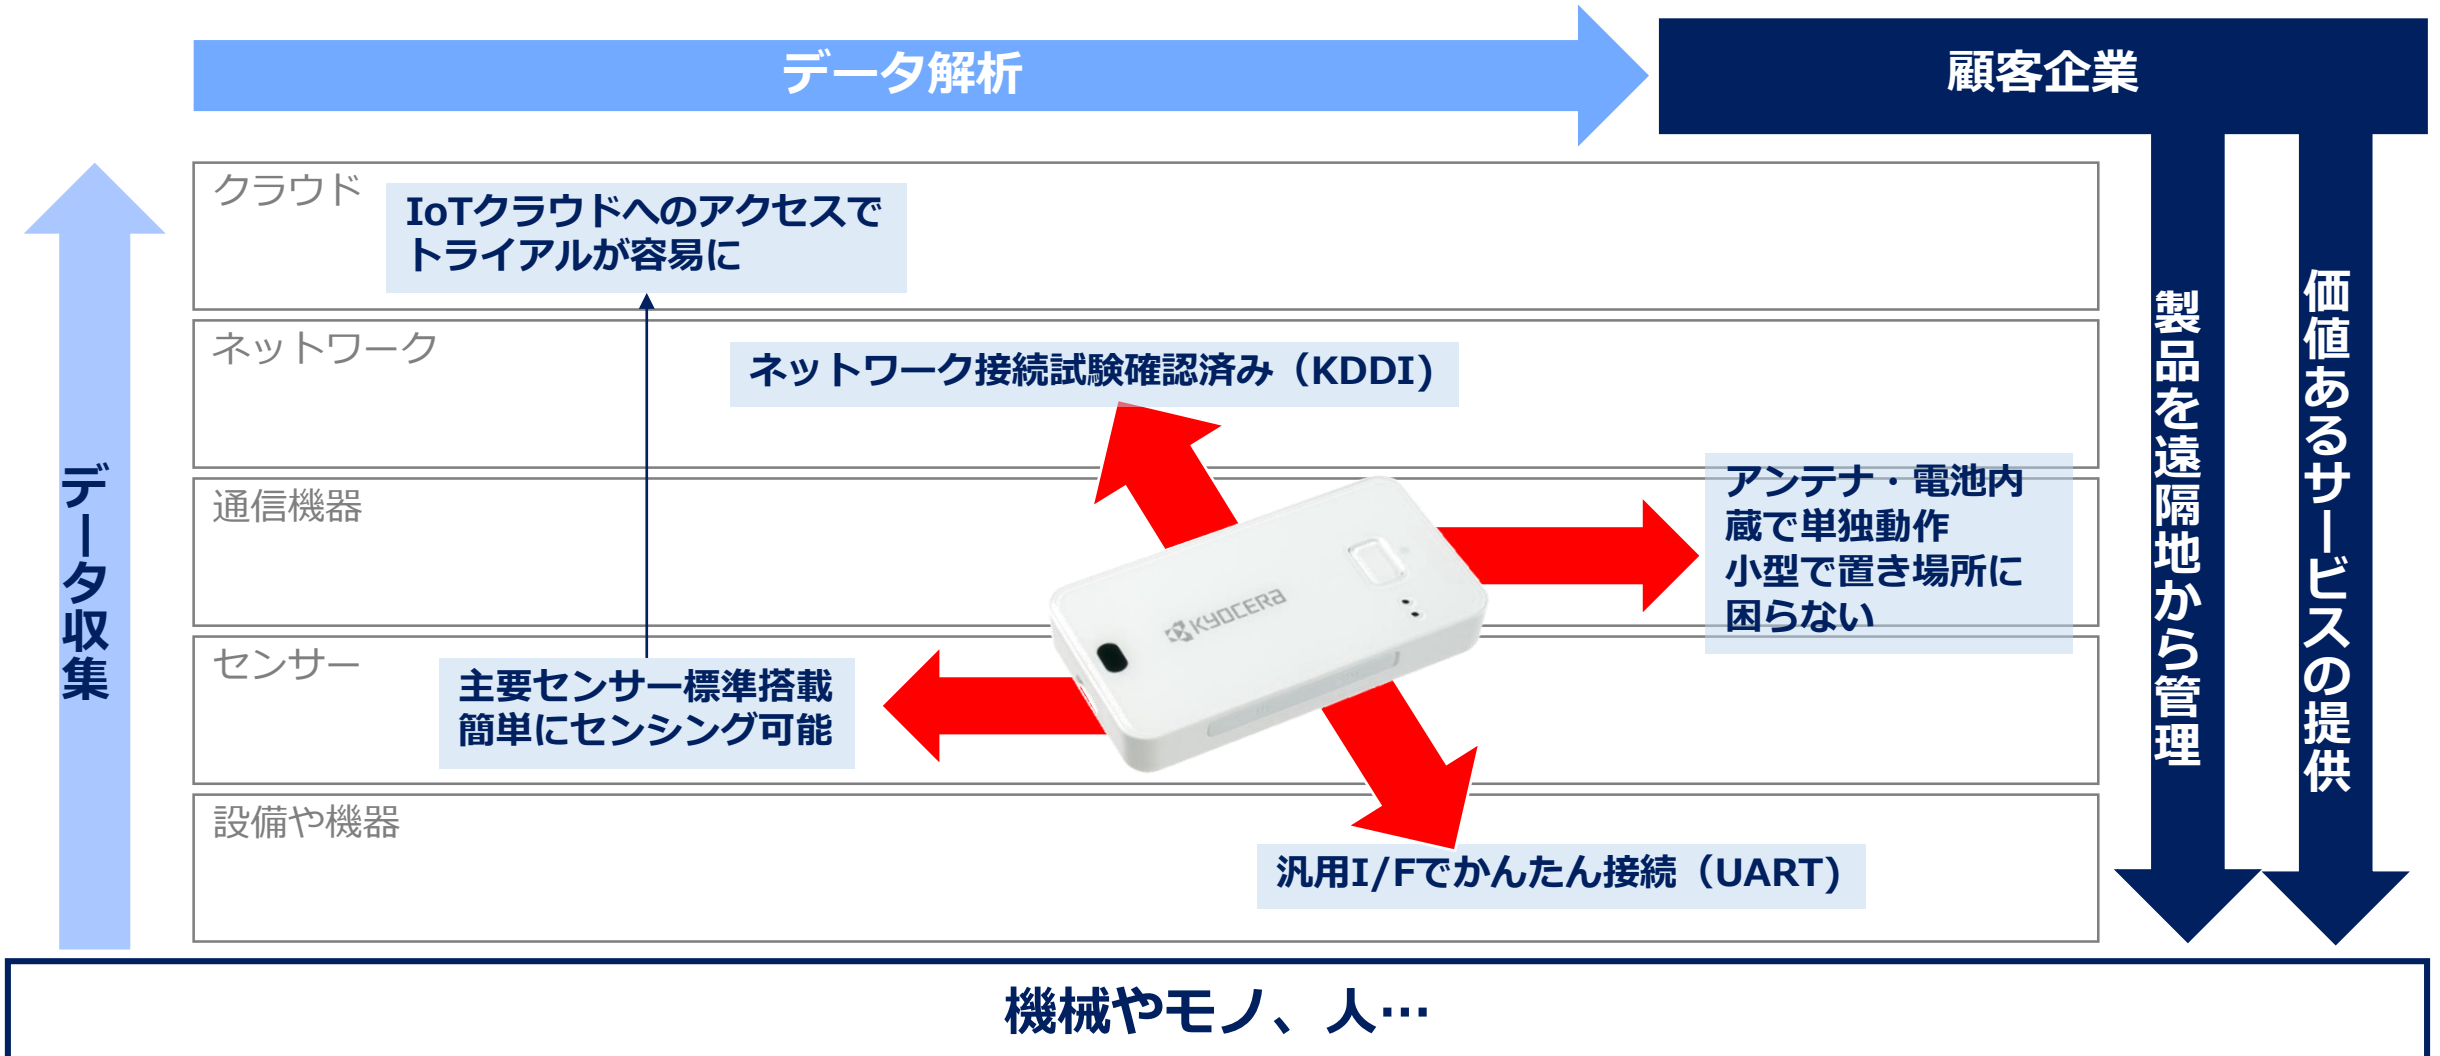 データ解析
顧客企業
クラウド
IoTクラウドへのアクセスで
トライアルが容易に
ネットワーク
ネットワーク接続試験確認済み（KDDI)
通信機器
アンテナ・電池内
蔵で単独動作
小型で置き場所に
困らない
KYOCERA
センサー
主要センサー標準搭載
簡単にセンシング可能
設備や機器
汎用I/Fでかんたん接続（UART)
データ収集
製品を遠隔地から管理
価値あるサービスの提供
機械やモノ、人…